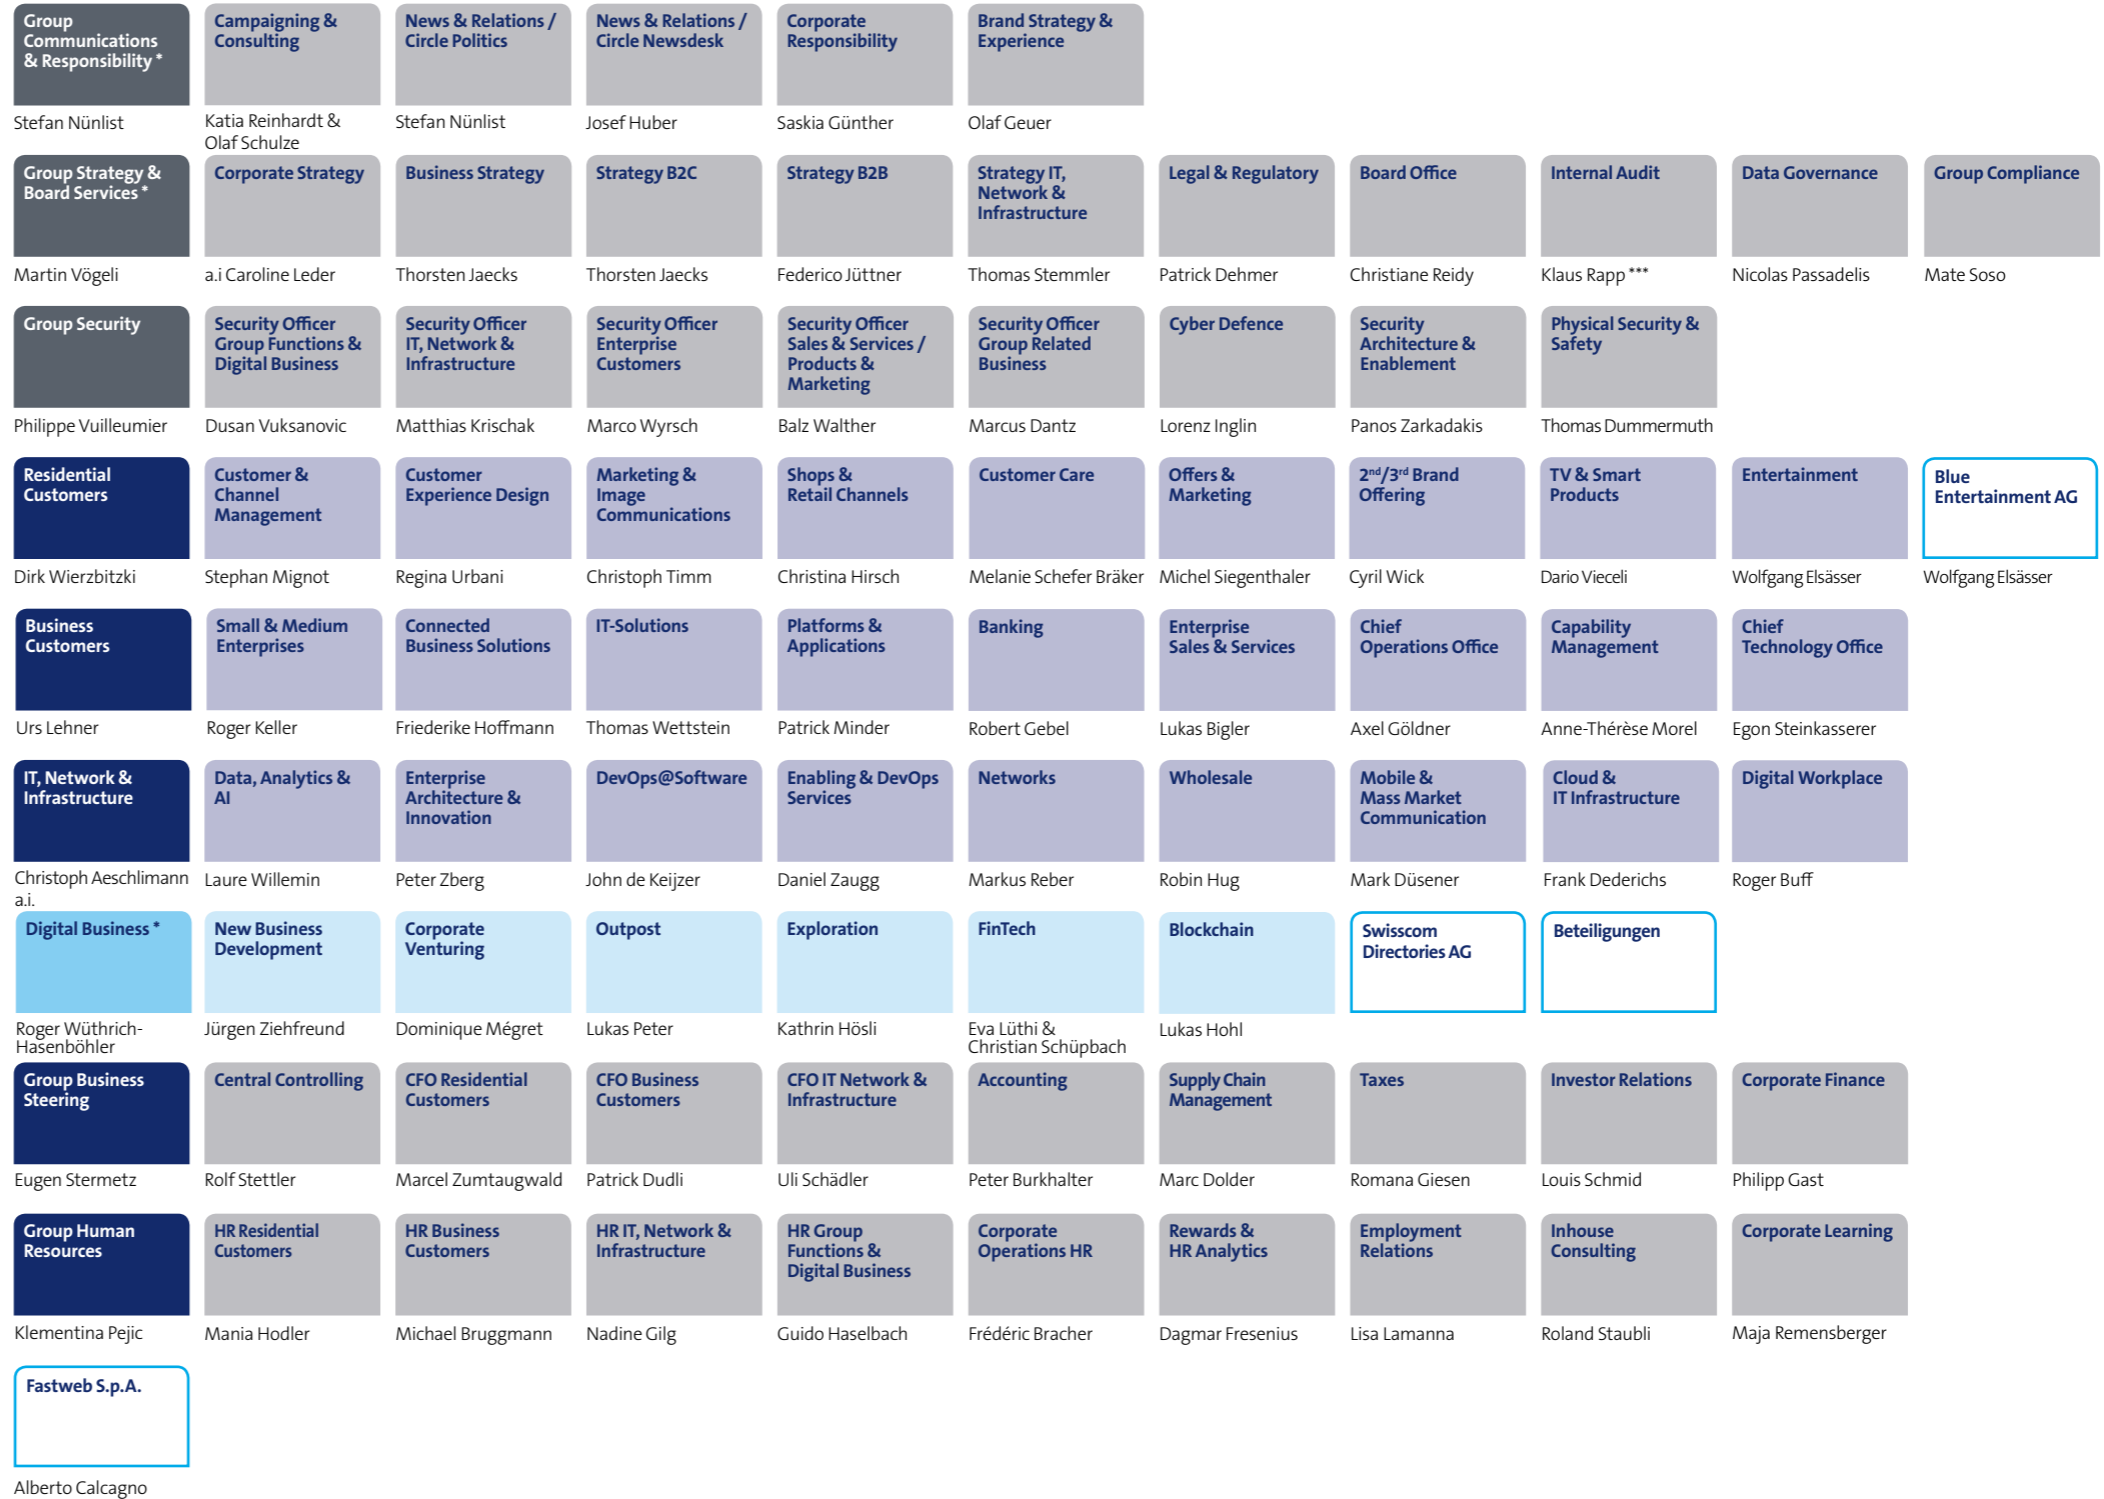 Group
Communications
& Responsibility *
Stefan Nünlist
Campaigning &
Consulting
Katia Reinhardt &
Olaf Schulze
News & Relations /
Circle Politics
Stefan Nünlist
News & Relations /
Circle Newsdesk
Josef Huber
Corporate
Responsibility
Saskia Günther
Brand Strategy &
Experience
Olaf Geuer
Group Strategy &
Board Services *
Martin Vögeli
Corporate Strategy
a.i Caroline Leder
Business Strategy
Thorsten Jaecks
Strategy B2C
Thorsten Jaecks
Strategy B2B
Federico Jüttner
Strategy IT,
Network &
Infrastructure
Thomas Stemmler
Legal & Regulatory
Patrick Dehmer
Board Office
Christiane Reidy
Internal Audit
Klaus Rapp ***
Data Governance
Nicolas Passadelis
Group Compliance
Mate Soso
Group Security
Philippe Vuilleumier
Security Officer
Group Functions &
Digital Business
Dusan Vuksanovic
Security Officer
IT, Network &
Infrastructure
Matthias Krischak
Security Officer
Enterprise
Customers
Marco Wyrsch
Security Officer
Sales & Services /
Products &
Marketing
Balz Walther
Security Officer
Group Related
Business
Marcus Dantz
Cyber Defence
Lorenz Inglin
Security
Architecture &
Enablement
Panos Zarkadakis
Physical Security &
Safety
Thomas Dummermuth
Residential
Customers
Dirk Wierzbitzki
Customer &
Channel
Management
Stephan Mignot
Customer
Experience Design
Regina Urbani
Marketing &
Image
Communications
Christoph Timm
Shops &
Retail Channels
Christina Hirsch
Customer Care
Melanie Schefer Bräker
Offers &
Marketing
Michel Siegenthaler
2nd/3rd Brand
Offering
Cyril Wick
TV & Smart
Products
Dario Vieceli
Entertainment
Wolfgang Elsässer
Blue
Entertainment AG
Wolfgang Elsässer
Business
Customers
Urs Lehner
Small & Medium
Enterprises
Roger Keller
Connected
Business Solutions
Friederike Hoffmann
IT-Solutions
Thomas Wettstein
Platforms &
Applications
Patrick Minder
Banking
Robert Gebel
Enterprise
Sales & Services
Lukas Bigler
Chief
Operations Office
Axel Göldner
Capability
Management
Anne-Thérèse Morel
Chief
Technology Office
Egon Steinkasserer
IT, Network &
Infrastructure
Christoph Aeschlimann
a.i.
Data, Analytics &
AI
Laure Willemin
Enterprise
Architecture &
Innovation
Peter Zberg
DevOps@Software
John de Keijzer
Enabling & DevOps
Services
Daniel Zaugg
Networks
Markus Reber
Wholesale
Robin Hug
Mobile &
Mass Market
Communication
Mark Düsener
Cloud &
IT Infrastructure
Frank Dederichs
Digital Workplace
Roger Buff
Digital Business *
Roger Wüthrich-
Hasenböhler
New Business
Development
Jürgen Ziehfreund
Corporate
Venturing
Dominique Mégret
Outpost
Lukas Peter
Exploration
Kathrin Hösli
FinTech
Eva Lüthi &
Christian Schüpbach
Blockchain
Lukas Hohl
Swisscom
Directories AG
Beteiligungen
Group Business
Steering
Eugen Stermetz
Central Controlling
Rolf Stettler
CFO Residential
Customers
Marcel Zumtaugwald
CFO Business
Customers
Patrick Dudli
CFO IT Network &
Infrastructure
Uli Schädler
Accounting
Peter Burkhalter
Supply Chain
Management
Marc Dolder
Taxes
Romana Giesen
Investor Relations
Louis Schmid
Corporate Finance
Philipp Gast
Group Human
Resources
Klementina Pejic
HR Residential
Customers
Mania Hodler
HR Business
Customers
Michael Bruggmann
HR IT, Network &
Infrastructure
Nadine Gilg
HR Group
Functions &
Digital Business
Guido Haselbach
Corporate
Operations HR
Frédéric Bracher
Rewards &
HR Analytics
Dagmar Fresenius
Employment
Relations
Lisa Lamanna
Inhouse
Consulting
Roland Staubli
Corporate Learning
Maja Remensberger
Fastweb S.p.A.
Alberto Calcagno